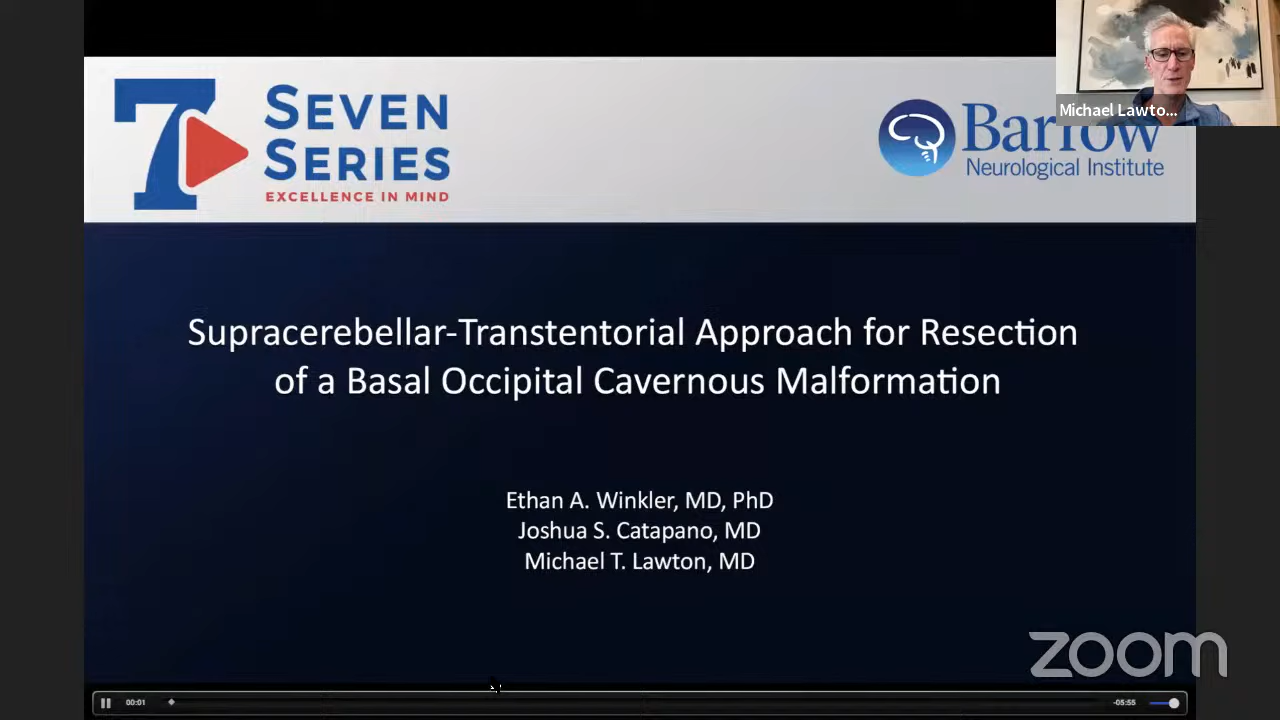 7
SEVEN
SERIES
EXCELLENCE IN MIND
Michael Lawto...
Barrow
Neurological Institute
Supracerebellar-Transtentorial Approach for Resection
of a Basal Occipital Cavernous Malformation
Ethan A. Winkler, MD, PhD
Joshua S. Catapano, MD
Michael T. Lawton, MD
zoom
00:01
-05:55